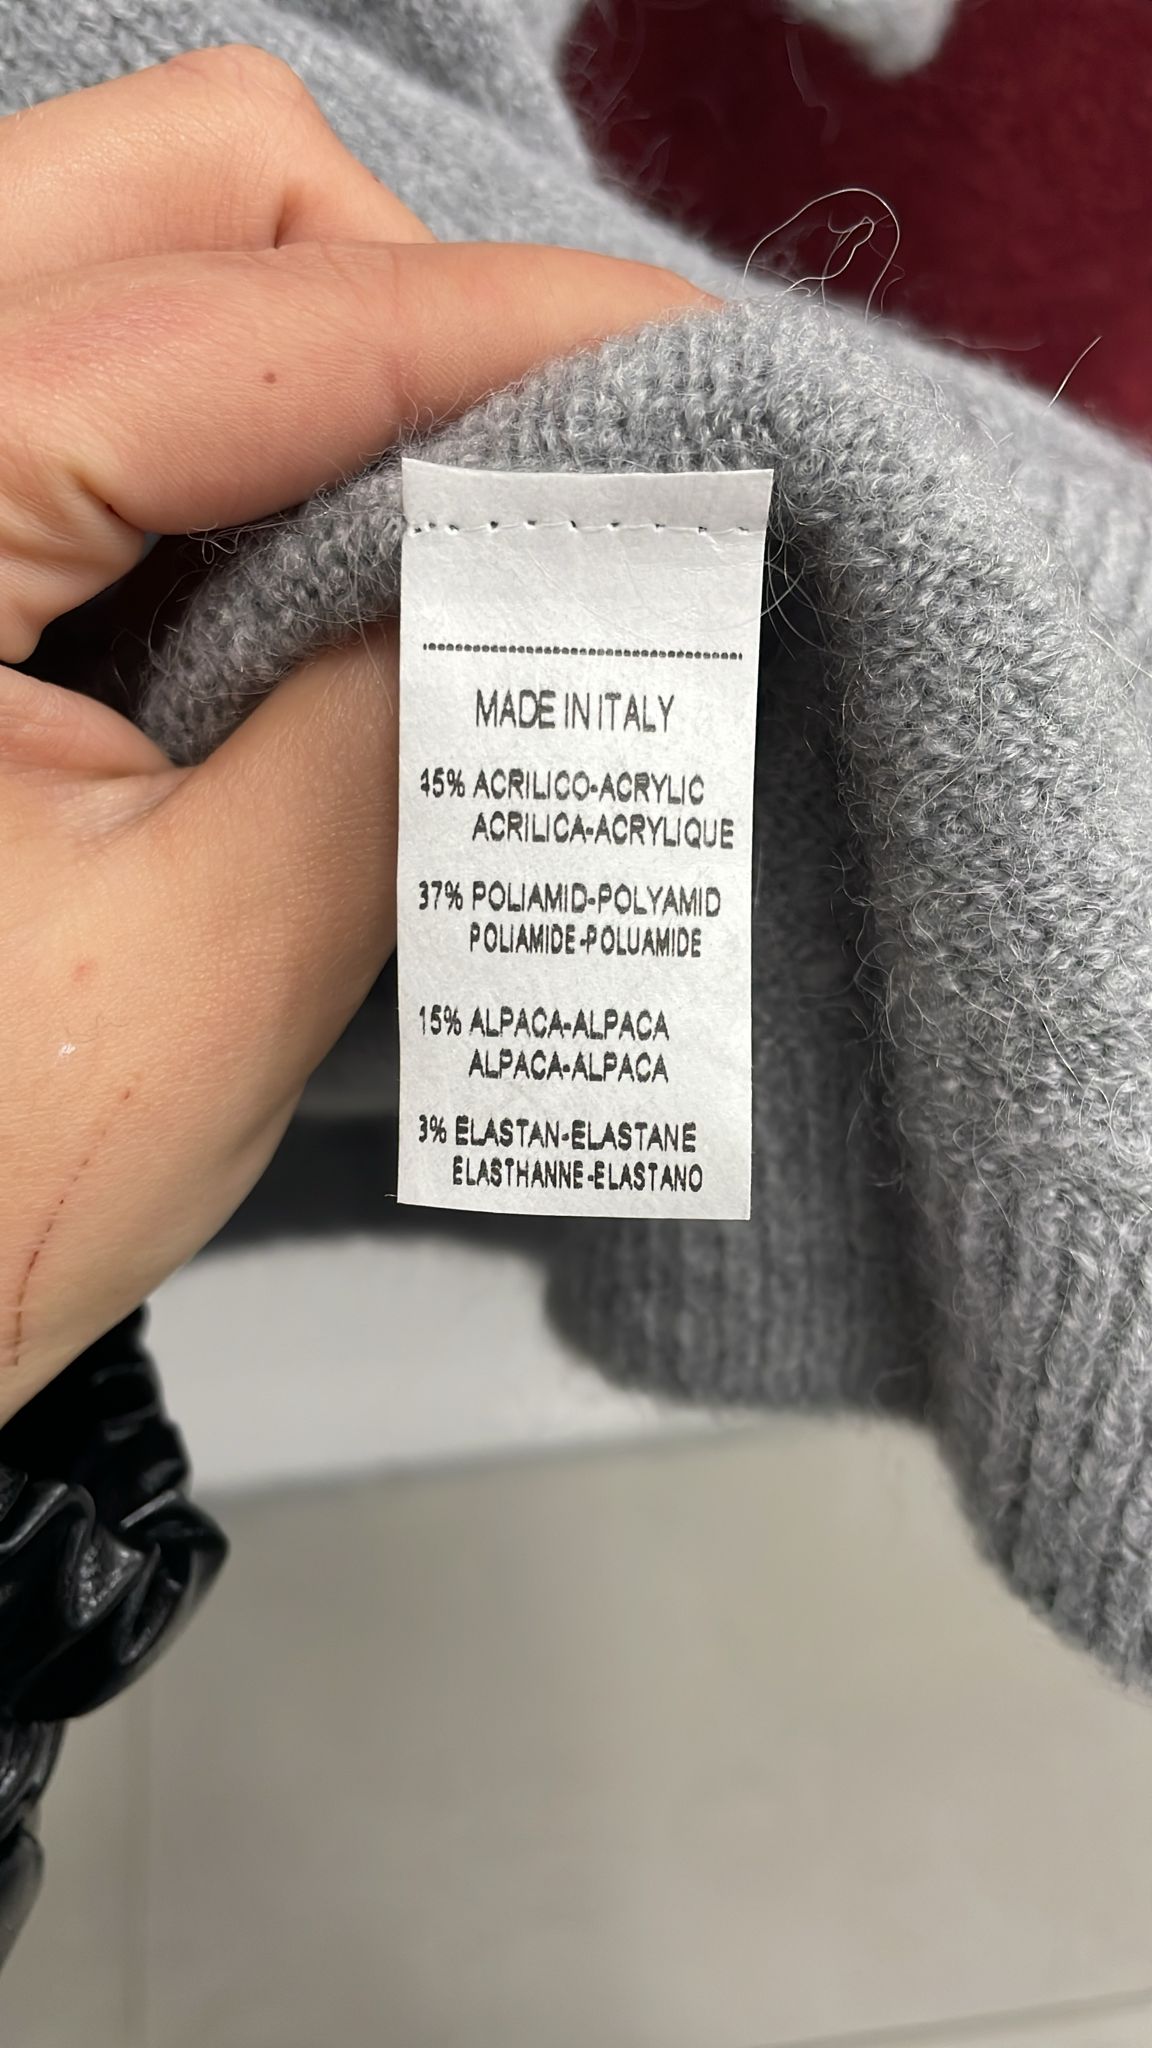 MADE IN ITALY
45% ACRILICO-ACRYLIC
ACRILICA-ACRYLIQUE
37% POLIAMID-POLYAMID
POLIAMIDE-POLUAMIDE
15% ALPACA-ALPACA
ALPACA-ALPACA
3% ELASTAN-ELASTANE
ELASTHANNE-ELASTANO